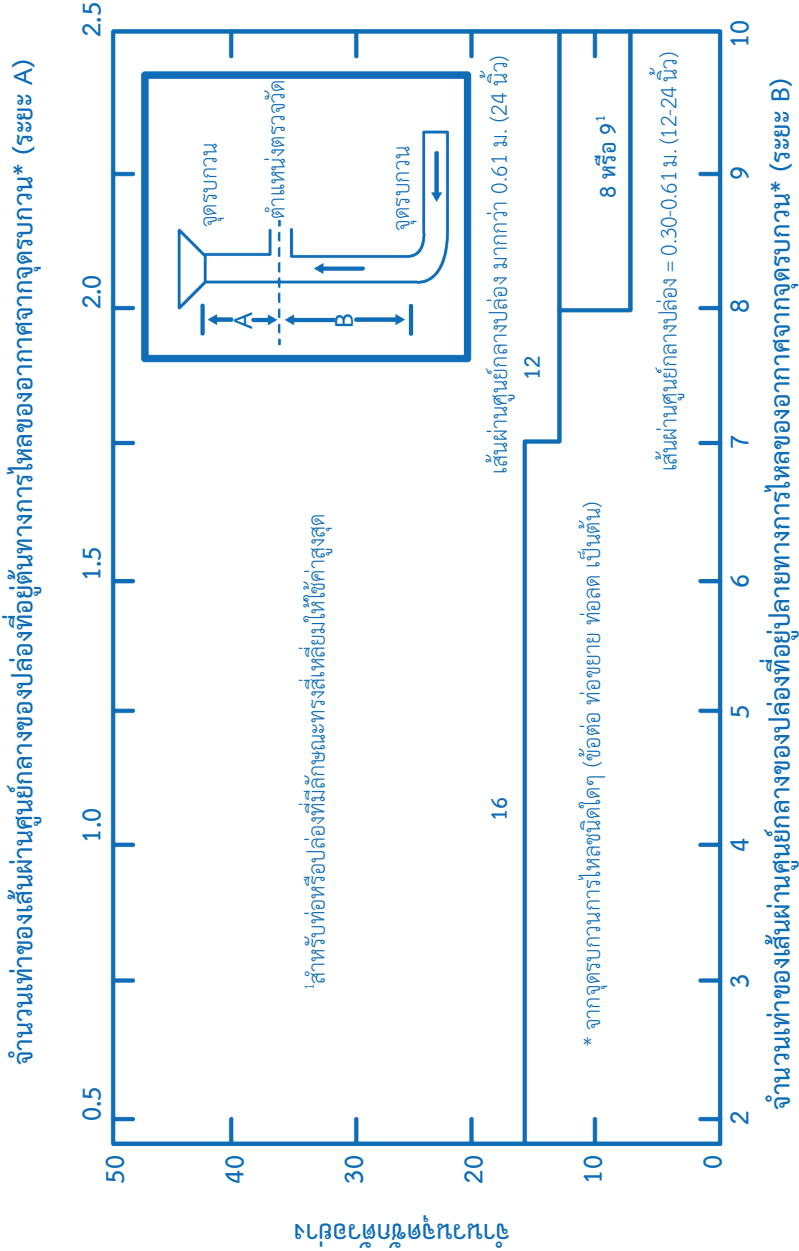 จำนวนเท่าของเส้นผ่านศูนย์กลางของปล่องที่อยู่ต้นทางการไหลของอากาศจากจุดรบกวน* (ระยะ A)
0.5 1.0 1.5 2.0 2.5
50
40
30
20
10
0
จำนวนจุดชักตัวอย่าง
จุดรบกวน
A
ตำแหน่งตรวจวัด
B
จุดรบกวน
¹สำหรับท่อหรือปล่องที่มีลักษณะทรงสี่เหลี่ยมให้ใช้ค่าสูงสุด
เส้นผ่านศูนย์กลางปล่อง มากกว่า 0.61 ม. (24 นิ้ว)
16
12
8 หรือ 9¹
* จากจุดรบกวนการไหลชนิดใดๆ (ข้อต่อ ท่อขยาย ท่อลด เป็นต้น)
เส้นผ่านศูนย์กลางปล่อง = 0.30-0.61 ม. (12-24 นิ้ว)
2 3 4 5 6 7 8 9 10
จำนวนเท่าของเส้นผ่านศูนย์กลางของปล่องที่อยู่ปลายทางการไหลของอากาศจากจุดรบกวน* (ระยะ B)